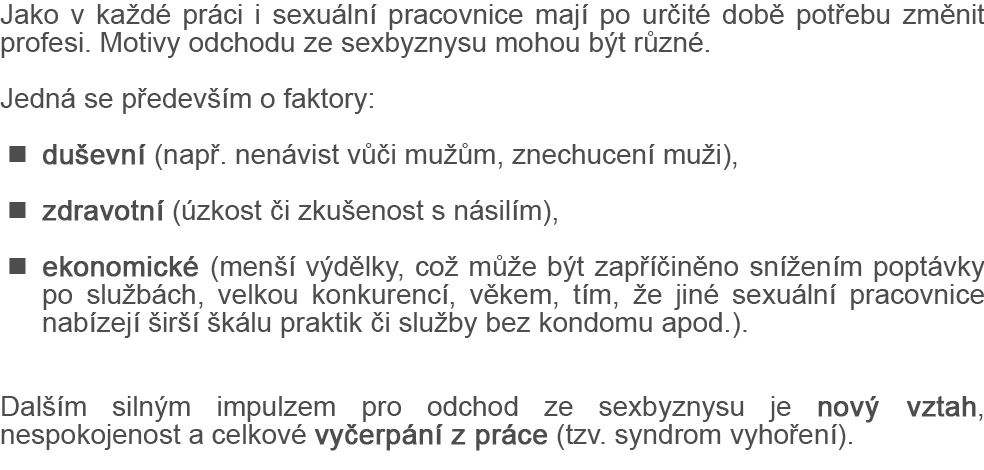 Jako v každé práci i sexuální pracovnice mají po určité době potřebu změnit
profesi. Motivy odchodu ze sexbyznysu mohou být různé.
Jedná se především o faktory:
■ duševní (např. nenávist vůči mužům, znechucení muži),
■ zdravotní (úzkost či zkušenost s násilím),
■ ekonomické (menší výdělky, což může být zapříčiněno snížením poptávky
po službách, velkou konkurencí, věkem, tím, že jiné sexuální pracovnice
nabízejí širší škálu praktik či služby bez kondomu apod.).
Dalším silným impulzem pro odchod ze sexbyznysu je nový vztah,
nespokojenost a celkové vyčerpání z práce (tzv. syndrom vyhoření).